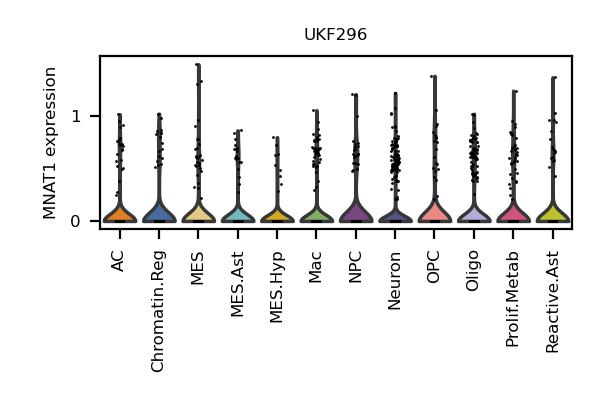 UKF296
MNAT1 expression
1
0
AC
Chromatin.Reg
MES
MES.Ast
MES.Hyp
Mac
NPC
Neuron
OPC
Oligo
Prolif.Metab
Reactive.Ast